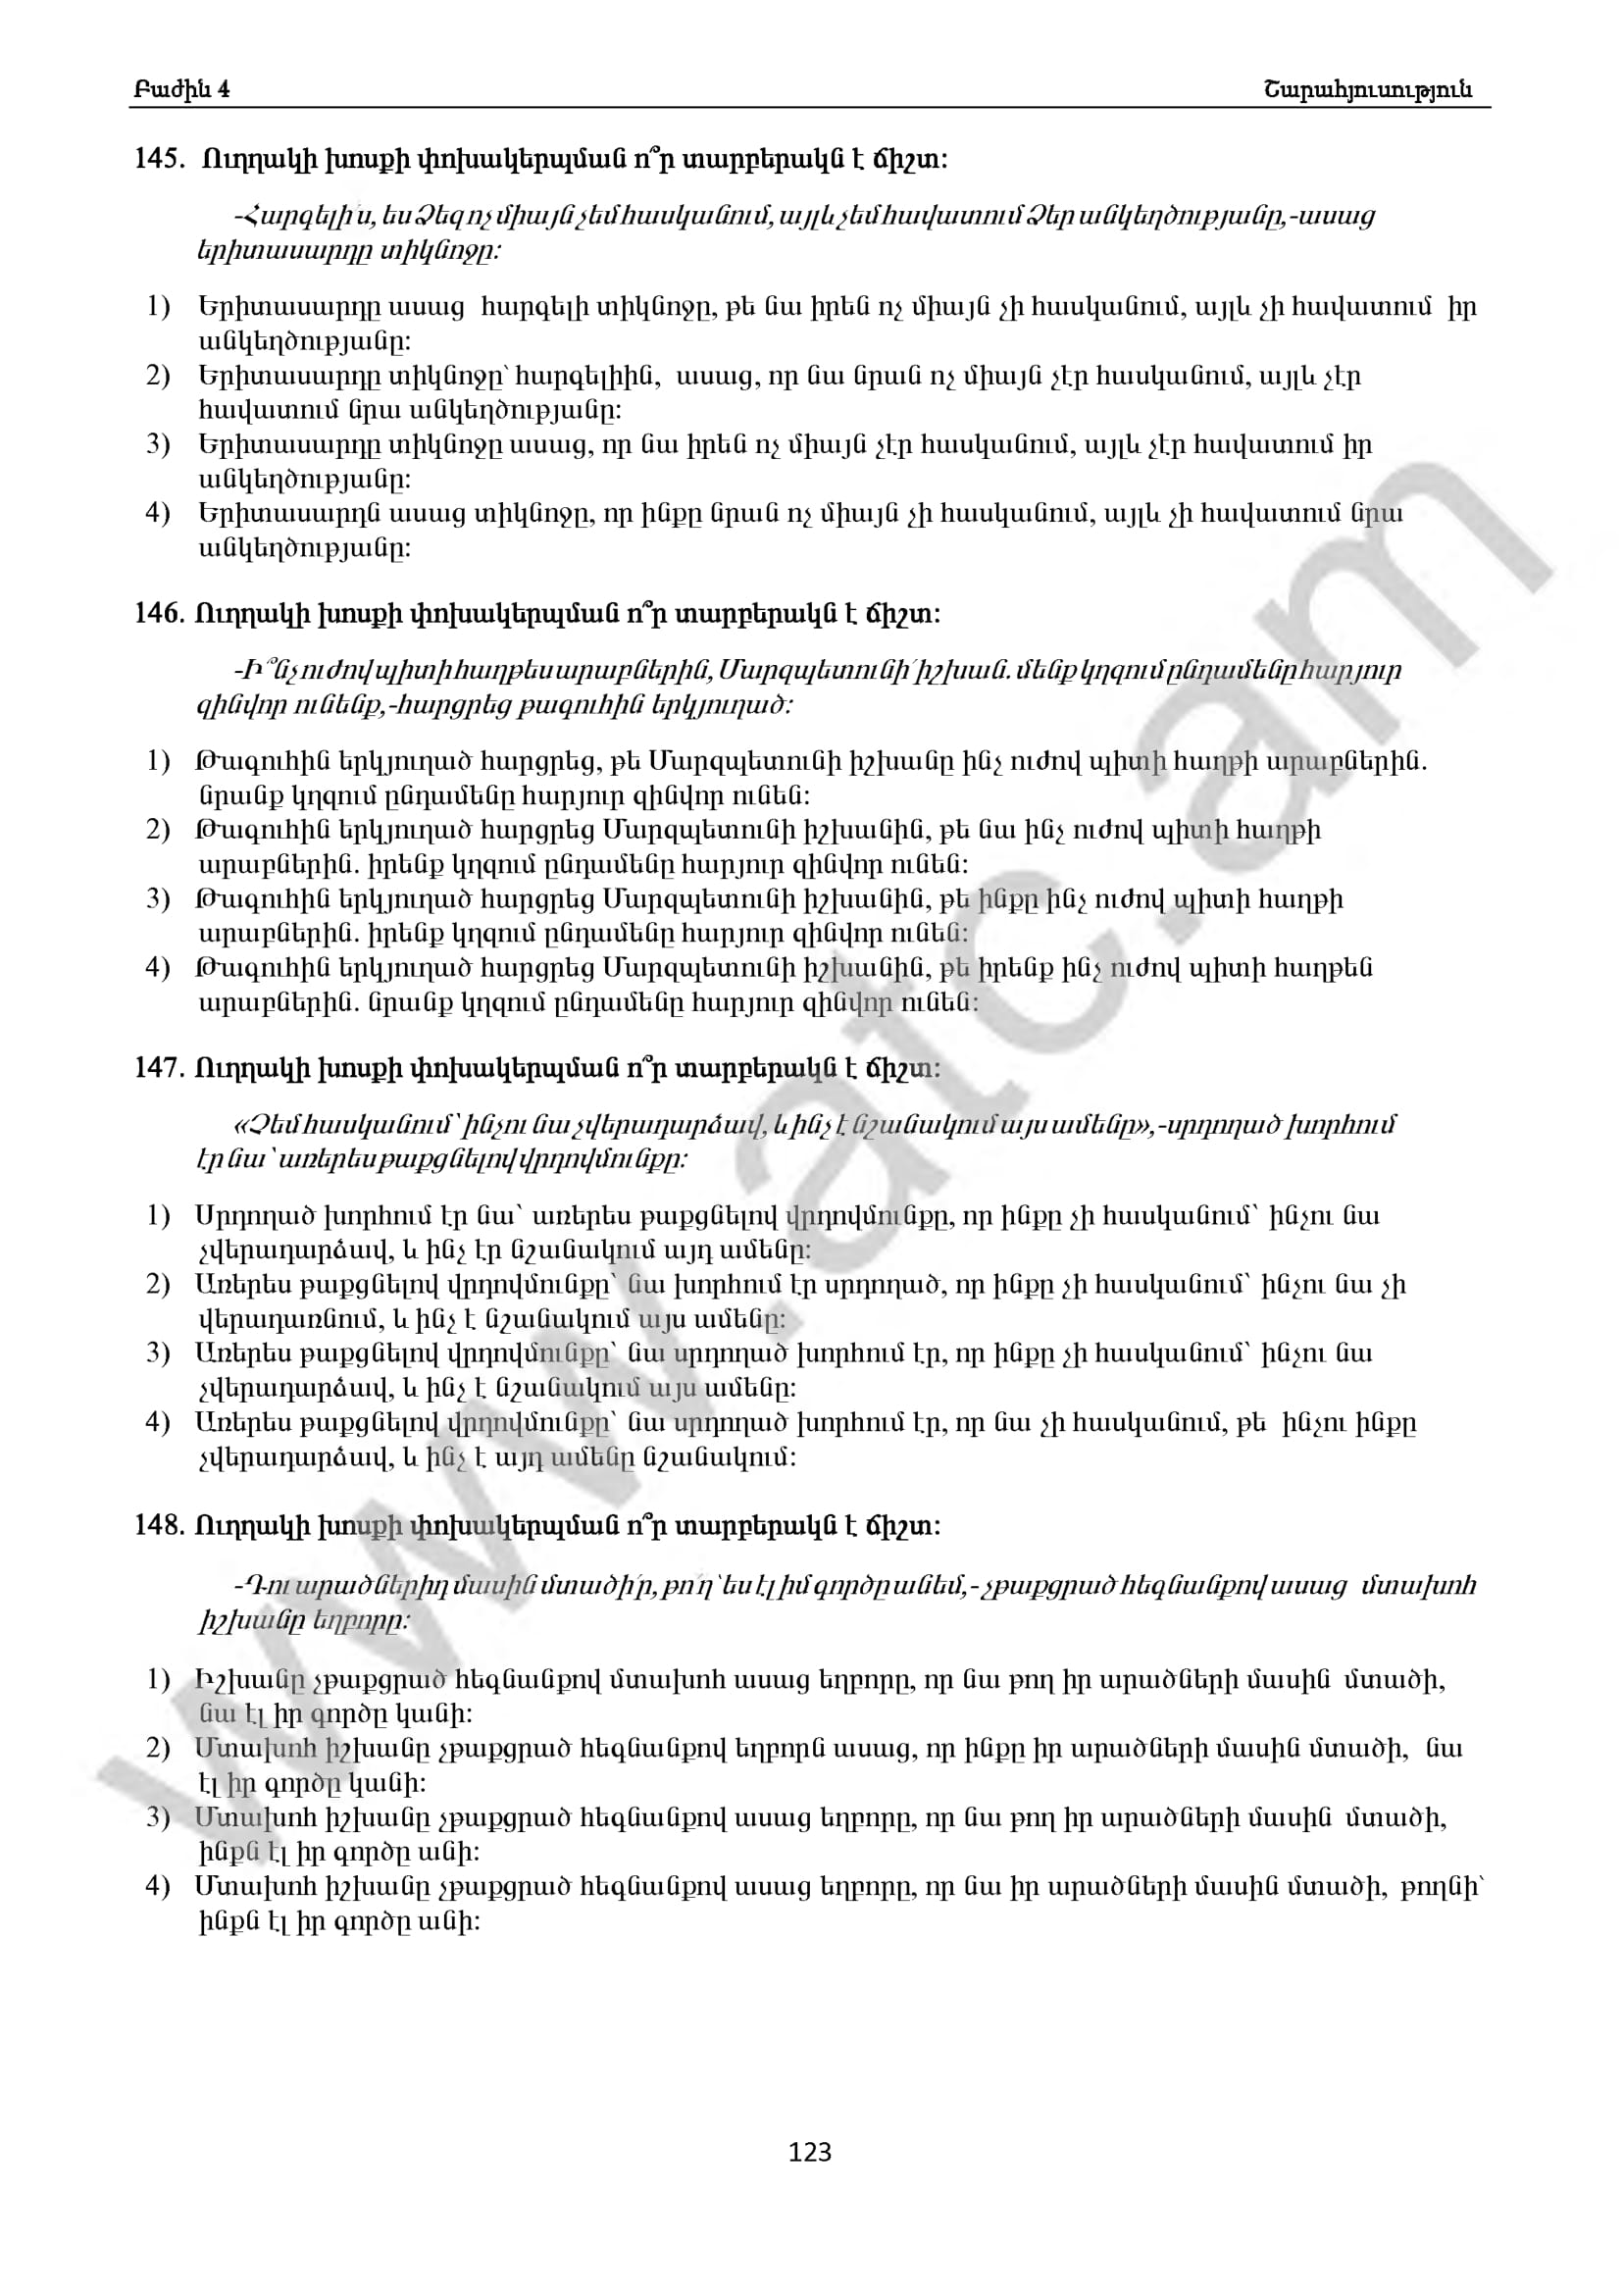 Բաժին 4 Շարահյուսություն
145. Ուղղակի խոսքի փոխակերպման ո՞ր տարբերակն է ճիշտ:
-Հարգելի՛ս, ես Ձեզ ոչ միայն չեմ հասկանում, այլև չեմ հավատում Ձեր անկեղծությանը,-ասաց
երիտասարդը տիկնոջը:
1) Երիտասարդը ասաց հարգելի տիկնոջը, թե նա իրեն ոչ միայն չի հասկանում, այլև չի հավատում իր
անկեղծությանը:
2) Երիտասարդը տիկնոջը՝ հարգելիին, ասաց, որ նա նրան ոչ միայն չէր հասկանում, այլև չէր
հավատում նրա անկեղծությանը:
3) Երիտասարդը տիկնոջը ասաց, որ նա իրեն ոչ միայն չէր հասկանում, այլև չէր հավատում իր
անկեղծությանը:
4) Երիտասարդն ասաց տիկնոջը, որ ինքը նրան ոչ միայն չի հասկանում, այլև չի հավատում նրա
անկեղծությանը:
146. Ուղղակի խոսքի փոխակերպման ո՞ր տարբերակն է ճիշտ:
-Ի՞նչ ուժով պիտի հաղթես արաբներին, Մարզպետունի՛ իշխան. մենք կղզում ընդամենը հարյուր
զինվոր ունենք,-հարցրեց թագուհին երկյուղած:
1) Թագուհին երկյուղած հարցրեց, թե Մարզպետունի իշխանը ինչ ուժով պիտի հաղթի արաբներին.
նրանք կղզում ընդամենը հարյուր զինվոր ունեն:
2) Թագուհին երկյուղած հարցրեց Մարզպետունի իշխանին, թե նա ինչ ուժով պիտի հաղթի
արաբներին. իրենք կղզում ընդամենը հարյուր զինվոր ունեն:
3) Թագուհին երկյուղած հարցրեց Մարզպետունի իշխանին, թե ինքը ինչ ուժով պիտի հաղթի
արաբներին. իրենք կղզում ընդամենը հարյուր զինվոր ունեն:
4) Թագուհին երկյուղած հարցրեց Մարզպետունի իշխանին, թե իրենք ինչ ուժով պիտի հաղթեն
արաբներին. նրանք կղզում ընդամենը հարյուր զինվոր ունեն:
147. Ուղղակի խոսքի փոխակերպման ո՞ր տարբերակն է ճիշտ:
«Չեմ հասկանում՝ ինչու նա չվերադարձավ, և ինչ է նշանակում այս ամենը»,-սրդողած խորհում
էր նա՝ առերես թաքցնելով վրդովմունքը:
1) Սրդողած խորհում էր նա՝ առերես թաքցնելով վրդովմունքը, որ ինքը չի հասկանում՝ ինչու նա
չվերադարձավ, և ինչ էր նշանակում այդ ամենը:
2) Առերես թաքցնելով վրդովմունքը՝ նա խորհում էր սրդողած, որ ինքը չի հասկանում՝ ինչու նա չի
վերադառնում, և ինչ է նշանակում այս ամենը:
3) Առերես թաքցնելով վրդովմունքը՝ նա սրդողած խորհում էր, որ ինքը չի հասկանում՝ ինչու նա
չվերադարձավ, և ինչ է նշանակում այս ամենը:
4) Առերես թաքցնելով վրդովմունքը՝ նա սրդողած խորհում էր, որ նա չի հասկանում, թե ինչու ինքը
չվերադարձավ, և ինչ է այդ ամենը նշանակում:
148. Ուղղակի խոսքի փոխակերպման ո՞ր տարբերակն է ճիշտ:
-Դու արածներիդ մասին մտածի՛ր, թո՛ղ՝ ես էլ իմ գործը անեմ,- չթաքցրած հեգնանքով ասաց մտախոհ
իշխանը եղբորը:
1) Իշխանը չթաքցրած հեգնանքով մտախոհ ասաց եղբորը, որ նա թող իր արածների մասին մտածի,
նա էլ իր գործը կանի:
2) Մտախոհ իշխանը չթաքցրած հեգնանքով եղբորն ասաց, որ ինքը իր արածների մասին մտածի, նա
էլ իր գործը կանի:
3) Մտախոհ իշխանը չթաքցրած հեգնանքով ասաց եղբորը, որ նա թող իր արածների մասին մտածի,
ինքն էլ իր գործը անի:
4) Մտախոհ իշխանը չթաքցրած հեգնանքով ասաց եղբորը, որ նա իր արածների մասին մտածի, թողնի՝
ինքն էլ իր գործը անի:
www.atc.am
123